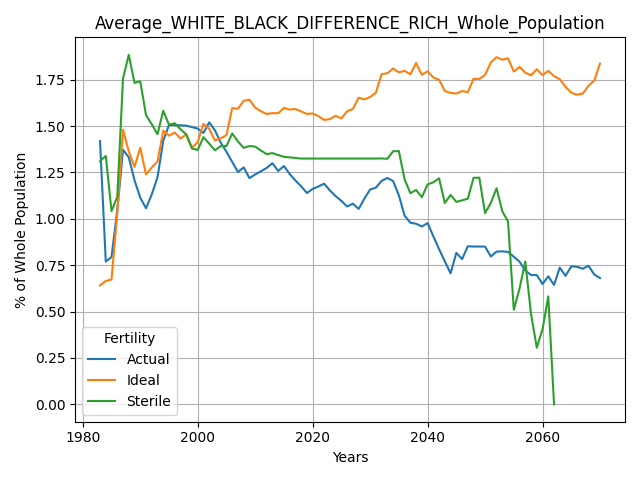 Average_WHITE_BLACK_DIFFERENCE_RICH_Whole_Population
% of Whole Population
1.75
1.50
1.25
1.00
0.75
0.50
0.25
0.00
Fertility
Actual
Ideal
Sterile
1980
2000
2020
2040
2060
Years